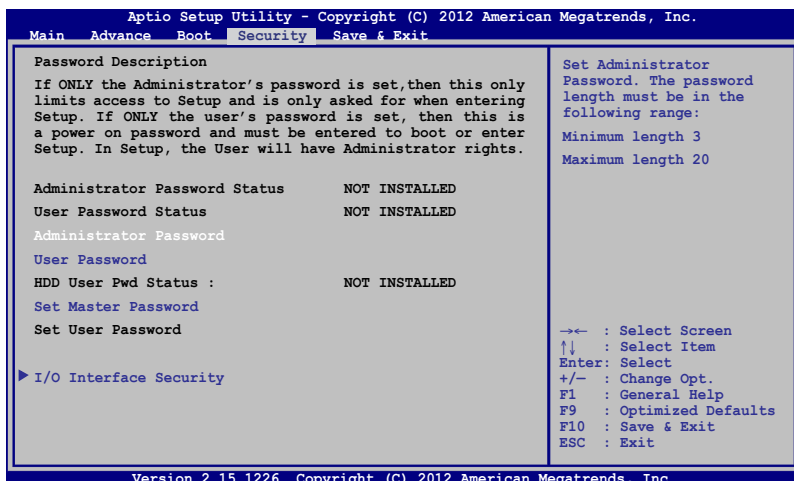 Aptio Setup Utility - Copyright (C) 2012 American Megatrends, Inc.
Main Advance Boot Security Save & Exit
Password Description
If ONLY the Administrator's password is set,then this only
limits access to Setup and is only asked for when entering
Setup. If ONLY the user's password is set, then this is
a power on password and must be entered to boot or enter
Setup. In Setup, the User will have Administrator rights.
Administrator Password Status NOT INSTALLED
User Password Status NOT INSTALLED
Administrator Password
User Password
HDD User Pwd Status : NOT INSTALLED
Set Master Password
Set User Password
I/O Interface Security
Set Administrator
Password. The password
length must be in the
following range:
Minimum length 3
Maximum length 20
→← : Select Screen
↑↓ : Select Item
Enter: Select
+/— : Change Opt.
F1 : General Help
F9 : Optimized Defaults
F10 : Save & Exit
ESC : Exit
Version 2.15.1226. Copyright (C) 2012 American Megatrends, Inc.